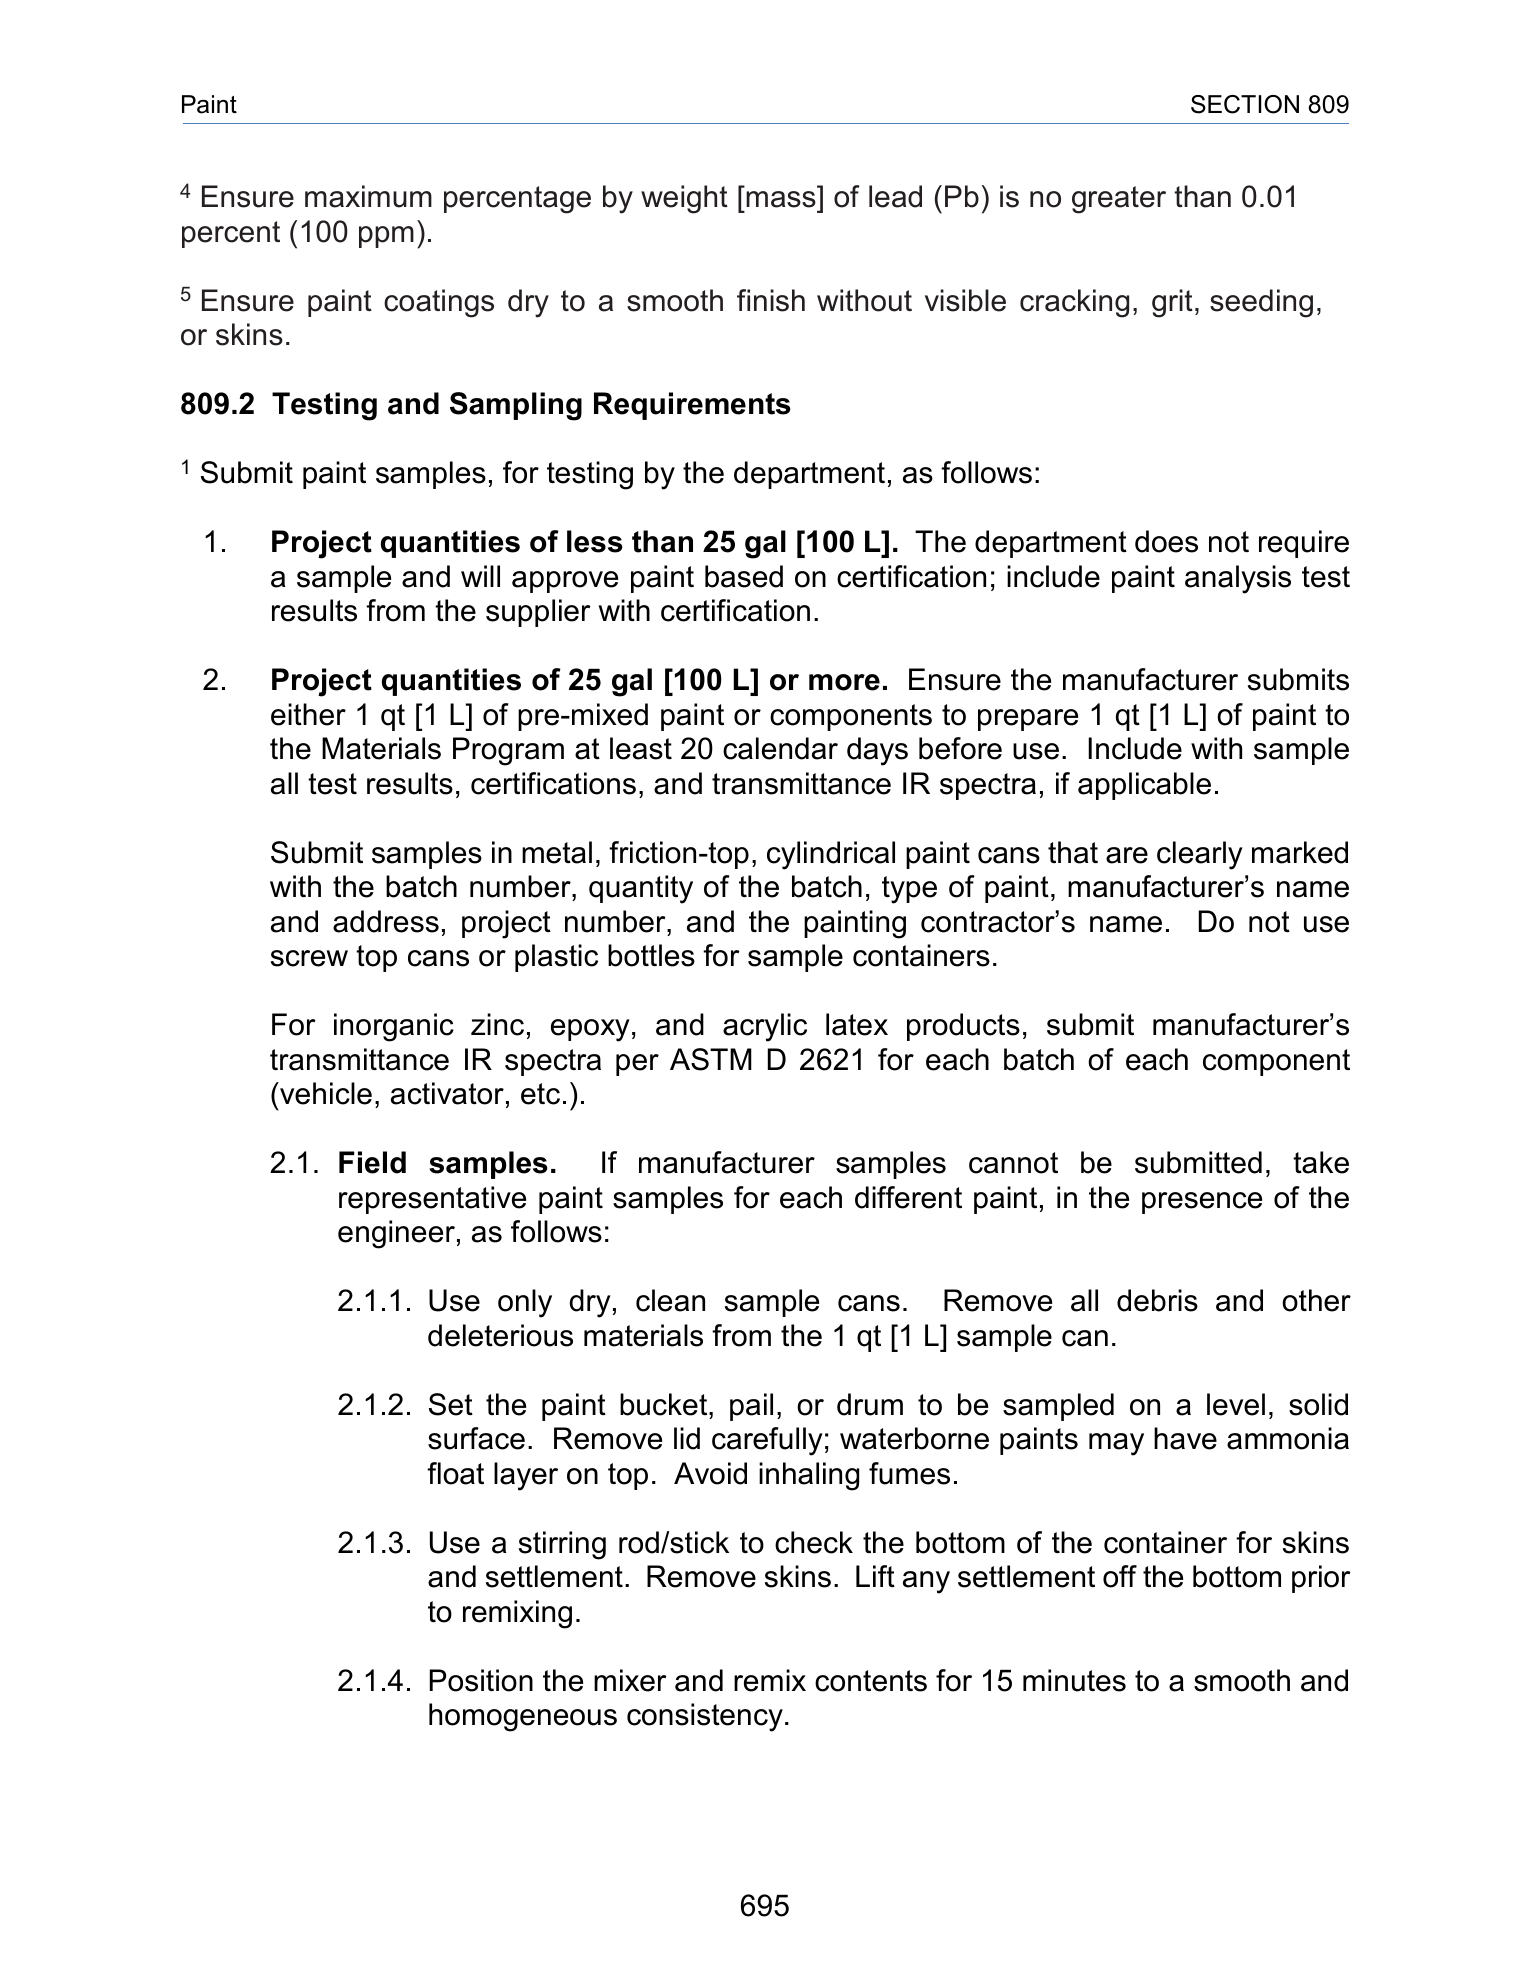 Paint SECTION 809
4 Ensure maximum percentage by weight [mass] of lead (Pb) is no greater than 0.01
percent (100 ppm).
5 Ensure paint coatings dry to a smooth finish without visible cracking, grit, seeding,
or skins.
809.2 Testing and Sampling Requirements
1 Submit paint samples, for testing by the department, as follows:
1. Project quantities of less than 25 gal [100 L]. The department does not require
a sample and will approve paint based on certification; include paint analysis test
results from the supplier with certification.
2. Project quantities of 25 gal [100 L] or more. Ensure the manufacturer submits
either 1 qt [1 L] of pre-mixed paint or components to prepare 1 qt [1 L] of paint to
the Materials Program at least 20 calendar days before use. Include with sample
all test results, certifications, and transmittance IR spectra, if applicable.
Submit samples in metal, friction-top, cylindrical paint cans that are clearly marked
with the batch number, quantity of the batch, type of paint, manufacturer’s name
and address, project number, and the painting contractor’s name. Do not use
screw top cans or plastic bottles for sample containers.
For inorganic zinc, epoxy, and acrylic latex products, submit manufacturer’s
transmittance IR spectra per ASTM D 2621 for each batch of each component
(vehicle, activator, etc.).
2.1. Field samples. If manufacturer samples cannot be submitted, take
representative paint samples for each different paint, in the presence of the
engineer, as follows:
2.1.1. Use only dry, clean sample cans. Remove all debris and other
deleterious materials from the 1 qt [1 L] sample can.
2.1.2. Set the paint bucket, pail, or drum to be sampled on a level, solid
surface. Remove lid carefully; waterborne paints may have ammonia
float layer on top. Avoid inhaling fumes.
2.1.3. Use a stirring rod/stick to check the bottom of the container for skins
and settlement. Remove skins. Lift any settlement off the bottom prior
to remixing.
2.1.4. Position the mixer and remix contents for 15 minutes to a smooth and
homogeneous consistency.
695